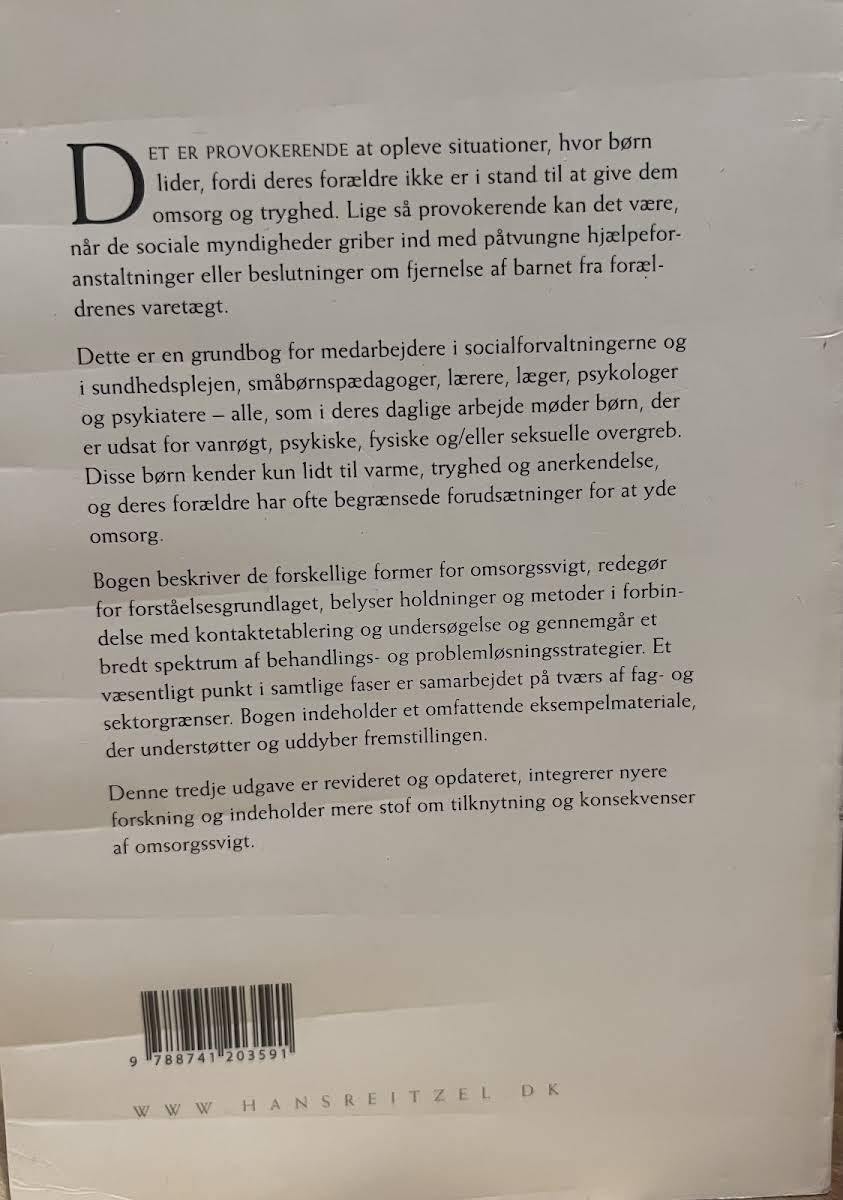 DET ER PROVOKERENDE at opleve situationer, hvor børn
lider, fordi deres forældre ikke er i stand til at give dem
omsorg og tryghed. Lige så provokerende kan det være,
når de sociale myndigheder griber ind med påtvungne hjælpefor-
anstaltninger eller beslutninger om fjernelse af barnet fra foræl-
drenes varetægt.
Dette er en grundbog for medarbejdere i socialforvaltningerne og
i sundhedsplejen, småbørnspædagoger, lærere, læger, psykologer
og psykiatere – alle, som i deres daglige arbejde møder børn, der
er udsat for vanrøgt, psykiske, fysiske og/eller seksuelle overgreb.
Disse børn kender kun lidt til varme, tryghed og anerkendelse,
og deres forældre har ofte begrænsede forudsætninger for at yde
omsorg.
Bogen beskriver de forskellige former for omsorgssvigt, redegør
for forståelsesgrundlaget, belyser holdninger og metoder i forbin-
delse med kontaktetablering og undersøgelse og gennemgår et
bredt spektrum af behandlings- og problemløsningsstrategier. Et
væsentligt punkt i samtlige faser er samarbejdet på tværs af fag- og
sektorgrænser. Bogen indeholder et omfattende eksempelmateriale,
der understøtter og uddyber fremstillingen.
Denne tredje udgave er revideret og opdateret, integrerer nyere
forskning og indeholder mere stof om tilknytning og konsekvenser
af omsorgssvigt.
9 788741 203591
WWW HANSREITZEL DK